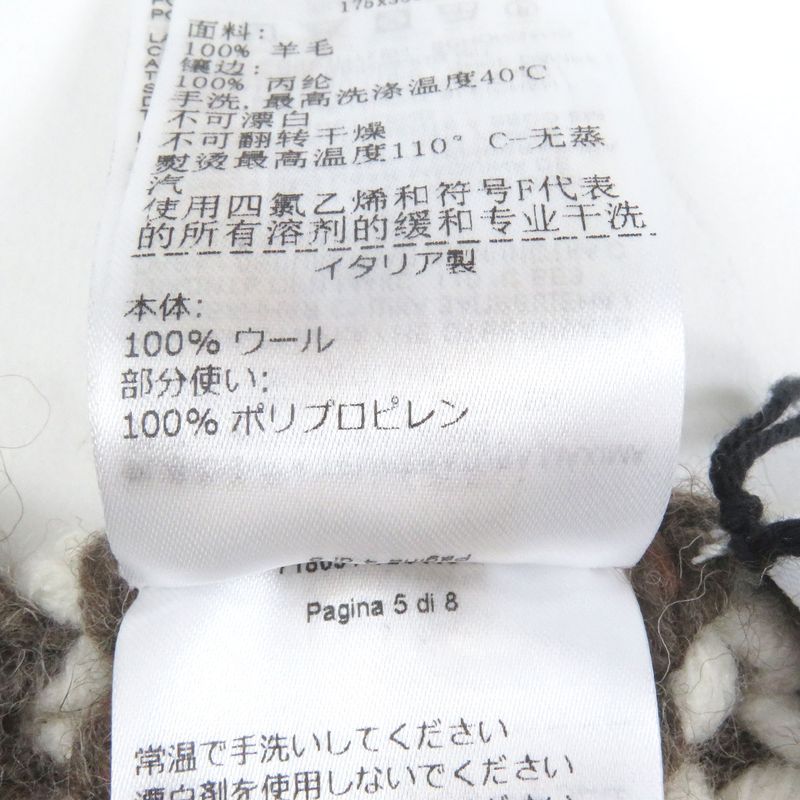 面料:
100% 羊毛
镶边:
100% 丙纶
手洗,最高洗涤温度40℃
不可漂白
不可翻转干燥
熨烫最高温度110° C-无蒸
汽
使用四氯乙烯和符号F代表
的所有溶剂的缓和专业干洗
イタリア製
本体:
100% ウール
部分使い:
100% ポリプロピレン
Pagina 5 di 8
常温で手洗いしてください
漂白剤を使用しないでください